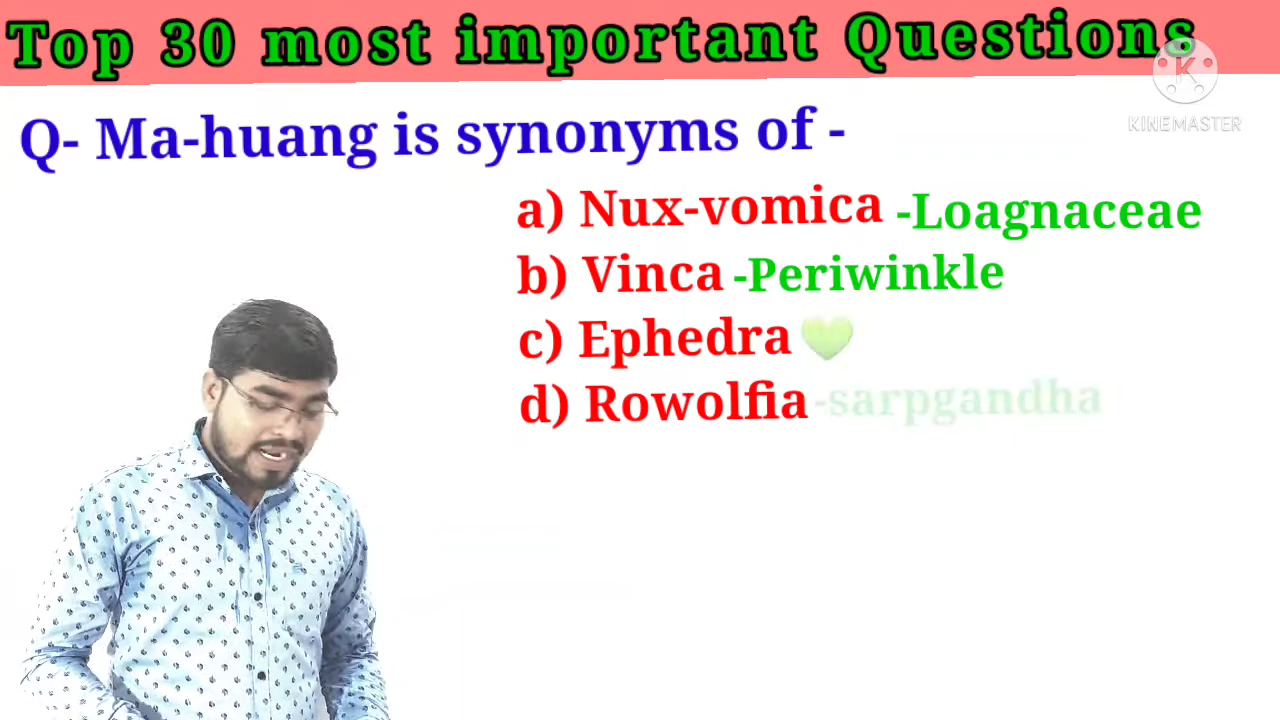 Top 30 most important Questions
KINEMASTER
Q- Ma-huang is synonyms of -
a) Nux-vomica -Loagnaceae
b) Vinca -Periwinkle
c) Ephedra
d) Rowolfia -sarpgandha